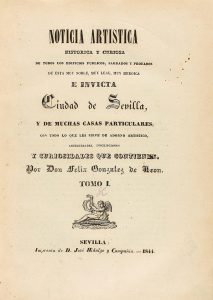 NOTICIA ARTISTICA
HISTORICA Y CURIOSA
DE TODOS LOS EDIFICIOS PUBLICOS, SAGRADOS Y PROFANOS
DE ESTA MUY NOBLE, MUY LEAL, MUY HEROICA
E INVICTA
Ciudad de Sevilla,
Y DE MUCHAS CASAS PARTICULARES,
CON TODO LO QUE LES SIRVE DE ADORNO ARTISTICO,
ANTIGUEDADES, INSCRIPCIONES
Y CURIOSIDADES QUE CONTIENEN;
Por Don Felix Gonzalez de Leon.
TOMO I.
SEVILLA:
Imprenta de D. José Hidalgo y Compañia.—1844.